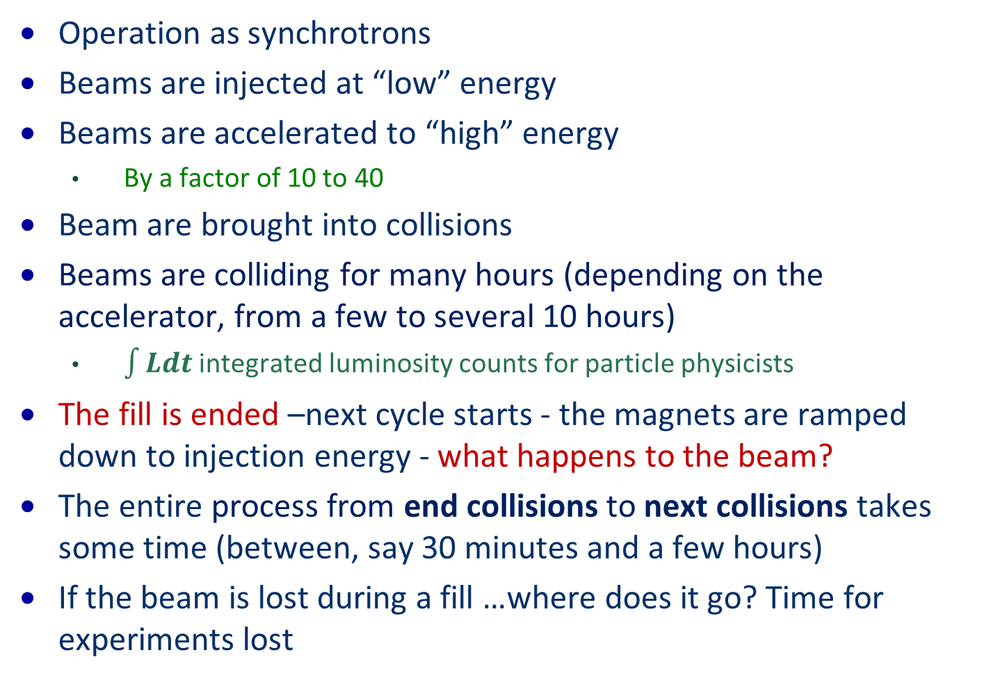 • Operation as synchrotrons
• Beams are injected at “low” energy
• Beams are accelerated to “high” energy
• By a factor of 10 to 40
• Beam are brought into collisions
• Beams are colliding for many hours (depending on the
accelerator, from a few to several 10 hours)
• ∫ Ldt integrated luminosity counts for particle physicists
• The fill is ended –next cycle starts - the magnets are ramped
down to injection energy - what happens to the beam?
• The entire process from end collisions to next collisions takes
some time (between, say 30 minutes and a few hours)
• If the beam is lost during a fill …where does it go? Time for
experiments lost